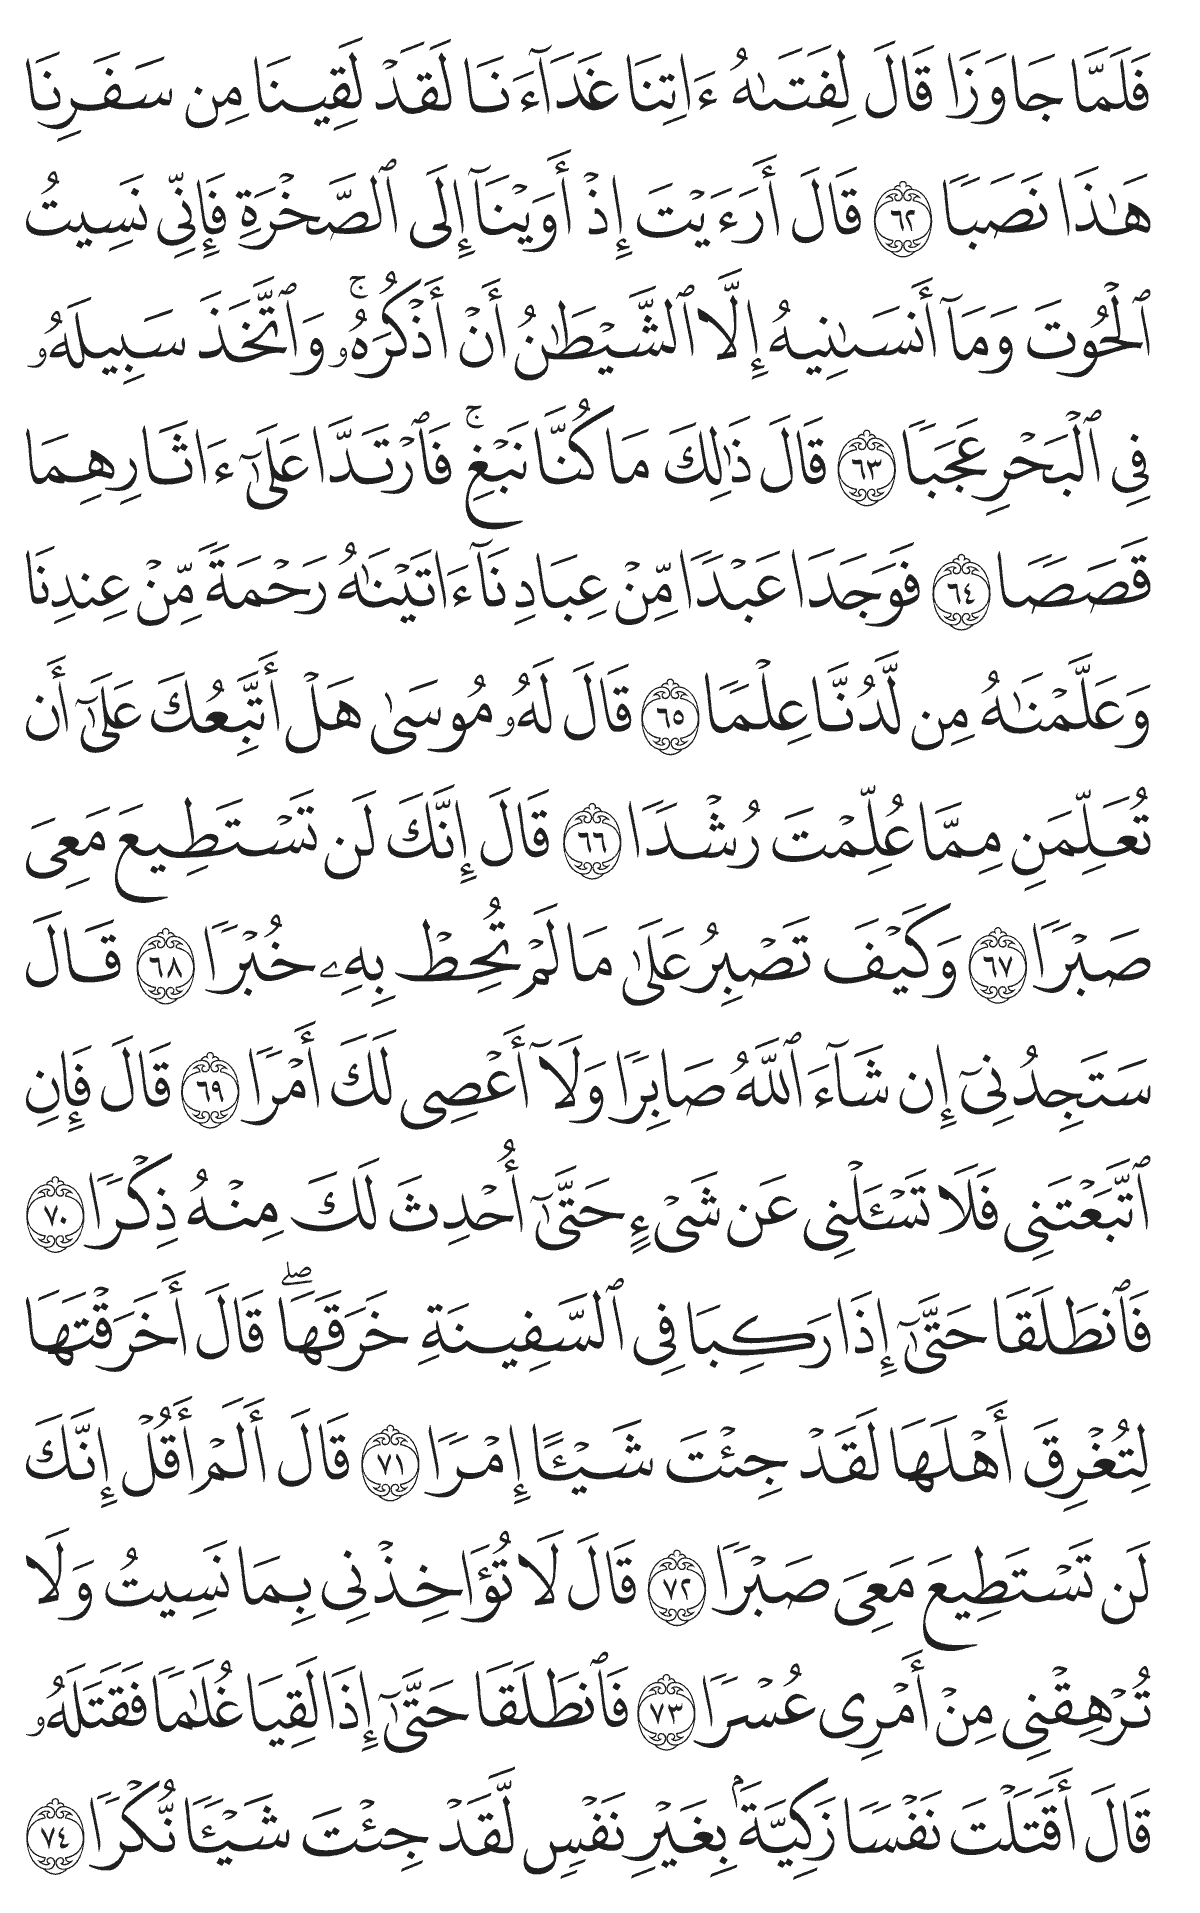 فَلَمَّا جَاوَزَا قَالَ لِفَتَىٰهُ ءَاتِنَا غَدَآءَنَا لَقَدْ لَقِينَا مِن سَفَرِنَا
هَٰذَا نَصَبًا ٦٢ قَالَ أَرَءَيْتَ إِذْ أَوَيْنَآ إِلَى ٱلصَّخْرَةِ فَإِنِّى نَسِيتُ
ٱلْحُوتَ وَمَآ أَنسَىٰنِيهُ إِلَّا ٱلشَّيْطَٰنُ أَنْ أَذْكُرَهُۥ ۚ وَٱتَّخَذَ سَبِيلَهُۥ
فِى ٱلْبَحْرِ عَجَبًا ٦٣ قَالَ ذَٰلِكَ مَا كُنَّا نَبْغِ ۚ فَٱرْتَدَّا عَلَىٰٓ ءَاثَارِهِمَا
قَصَصًا ٦٤ فَوَجَدَا عَبْدًا مِّنْ عِبَادِنَآ ءَاتَيْنَٰهُ رَحْمَةً مِّنْ عِندِنَا
وَعَلَّمْنَٰهُ مِن لَّدُنَّا عِلْمًا ٦٥ قَالَ لَهُۥ مُوسَىٰ هَلْ أَتَّبِعُكَ عَلَىٰٓ أَن
تُعَلِّمَنِ مِمَّا عُلِّمْتَ رُشْدًا ٦٦ قَالَ إِنَّكَ لَن تَسْتَطِيعَ مَعِىَ
صَبْرًا ٦٧ وَكَيْفَ تَصْبِرُ عَلَىٰ مَا لَمْ تُحِطْ بِهِۦ خُبْرًا ٦٨ قَالَ
سَتَجِدُنِىٓ إِن شَآءَ ٱللَّهُ صَابِرًا وَلَآ أَعْصِى لَكَ أَمْرًا ٦٩ قَالَ فَإِنِ
ٱتَّبَعْتَنِى فَلَا تَسْـَٔلْنِى عَن شَىْءٍ حَتَّىٰٓ أُحْدِثَ لَكَ مِنْهُ ذِكْرًا ٧٠
فَٱنطَلَقَا حَتَّىٰٓ إِذَا رَكِبَا فِى ٱلسَّفِينَةِ خَرَقَهَا ۖ قَالَ أَخَرَقْتَهَا
لِتُغْرِقَ أَهْلَهَا لَقَدْ جِئْتَ شَيْـًٔا إِمْرًا ٧١ قَالَ أَلَمْ أَقُلْ إِنَّكَ
لَن تَسْتَطِيعَ مَعِىَ صَبْرًا ٧٢ قَالَ لَا تُؤَاخِذْنِى بِمَا نَسِيتُ وَلَا
تُرْهِقْنِى مِنْ أَمْرِى عُسْرًا ٧٣ فَٱنطَلَقَا حَتَّىٰٓ إِذَا لَقِيَا غُلَٰمًا فَقَتَلَهُۥ
قَالَ أَقَتَلْتَ نَفْسًا زَكِيَّةًۢ بِغَيْرِ نَفْسٍ لَّقَدْ جِئْتَ شَيْـًٔا نُّكْرًا ٧٤